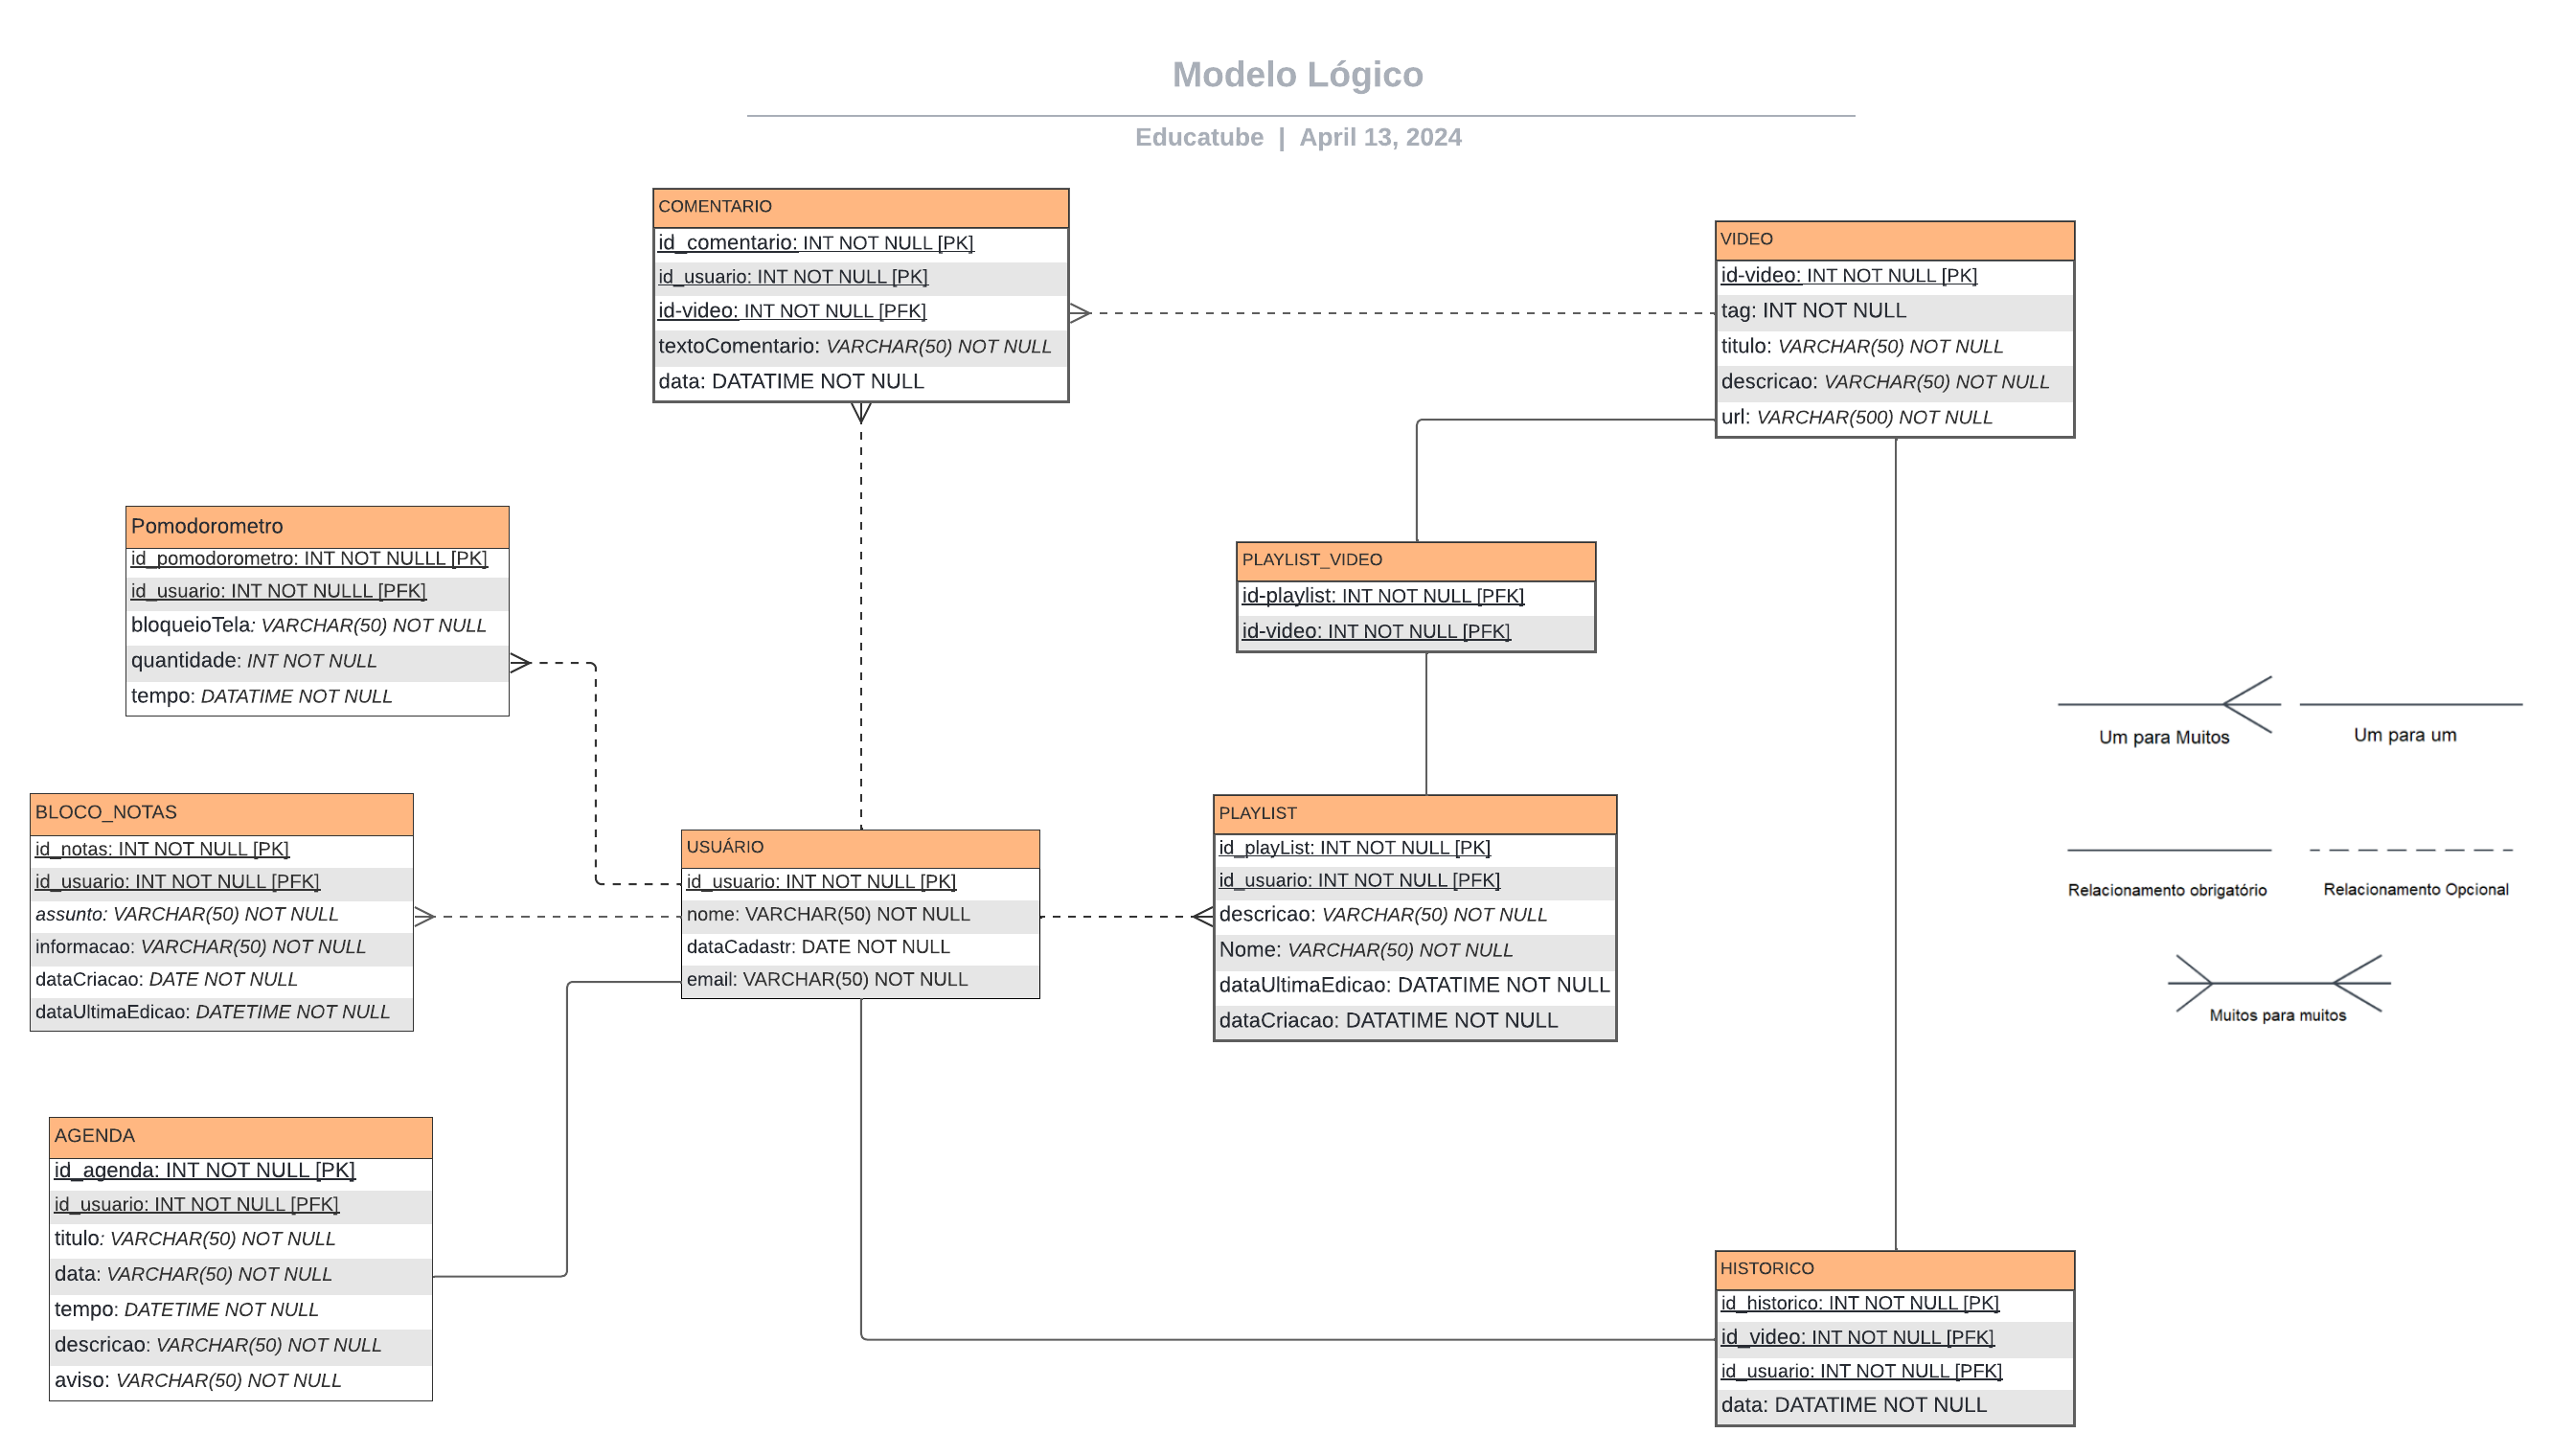 Modelo Lógico
Educatube | April 13, 2024
COMENTARIO
id_comentario: INT NOT NULL [PK]
id_usuario: INT NOT NULL [PK]
id-video: INT NOT NULL [PFK]
textoComentario: VARCHAR(50) NOT NULL
data: DATATIME NOT NULL
VIDEO
id-video: INT NOT NULL [PK]
tag: INT NOT NULL
titulo: VARCHAR(50) NOT NULL
descricao: VARCHAR(50) NOT NULL
url: VARCHAR(500) NOT NULL
Pomodorometro
id_pomodorometro: INT NOT NULLL [PK]
id_usuario: INT NOT NULLL [PFK]
bloqueioTela: VARCHAR(50) NOT NULL
quantidade: INT NOT NULL
tempo: DATATIME NOT NULL
PLAYLIST_VIDEO
id-playlist: INT NOT NULL [PFK]
id-video: INT NOT NULL [PFK]
Um para Muitos
Um para um
Relacionamento obrigatório
Relacionamento Opcional
Muitos para muitos
BLOCO_NOTAS
id_notas: INT NOT NULL [PK]
id_usuario: INT NOT NULL [PFK]
assunto: VARCHAR(50) NOT NULL
informacao: VARCHAR(50) NOT NULL
dataCriacao: DATE NOT NULL
dataUltimaEdicao: DATETIME NOT NULL
USUÁRIO
id_usuario: INT NOT NULL [PK]
nome: VARCHAR(50) NOT NULL
dataCadastr: DATE NOT NULL
email: VARCHAR(50) NOT NULL
PLAYLIST
id_playList: INT NOT NULL [PK]
id_usuario: INT NOT NULL [PFK]
descricao: VARCHAR(50) NOT NULL
Nome: VARCHAR(50) NOT NULL
dataUltimaEdicao: DATATIME NOT NULL
dataCriacao: DATATIME NOT NULL
AGENDA
id_agenda: INT NOT NULL [PK]
id_usuario: INT NOT NULL [PFK]
titulo: VARCHAR(50) NOT NULL
data: VARCHAR(50) NOT NULL
tempo: DATETIME NOT NULL
descricao: VARCHAR(50) NOT NULL
aviso: VARCHAR(50) NOT NULL
HISTORICO
id_historico: INT NOT NULL [PK]
id_video: INT NOT NULL [PFK]
id_usuario: INT NOT NULL [PFK]
data: DATATIME NOT NULL